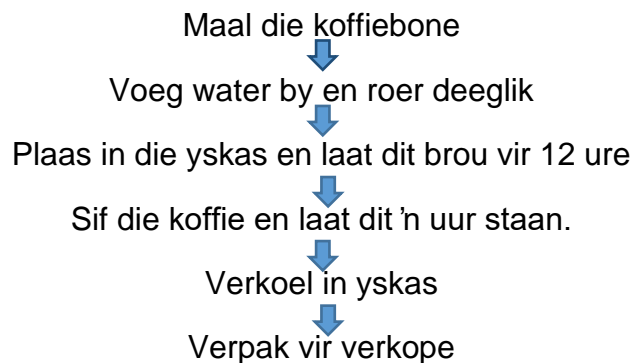 Maal die koffiebone
Voeg water by en roer deeglik
Plaas in die yskas en laat dit brou vir 12 ure
Sif die koffie en laat dit 'n uur staan.
Verkoel in yskas
Verpak vir verkope